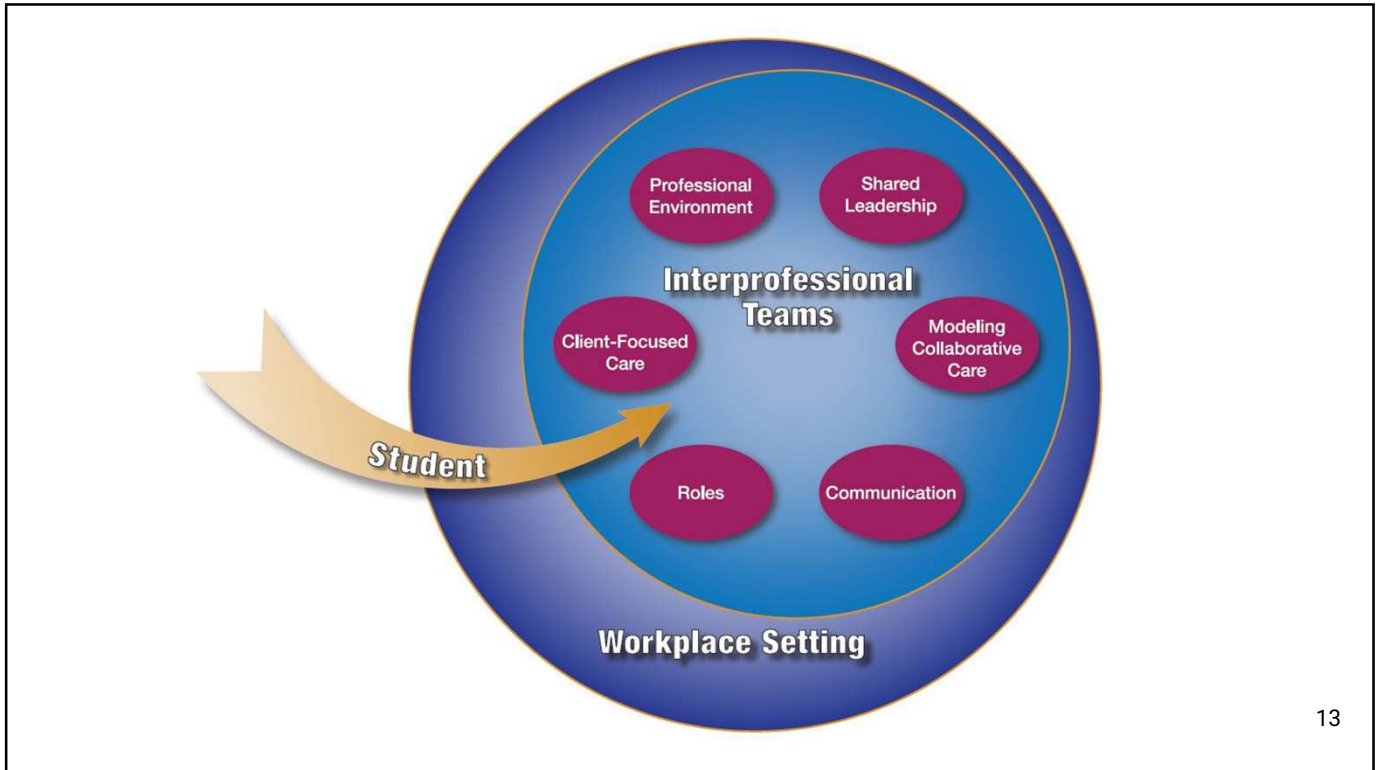 Professional
Environment
Shared
Leadership
Interprofessional
Teams
Client-Focused
Care
Modeling
Collaborative
Care
Student
Roles
Communication
Workplace Setting
13